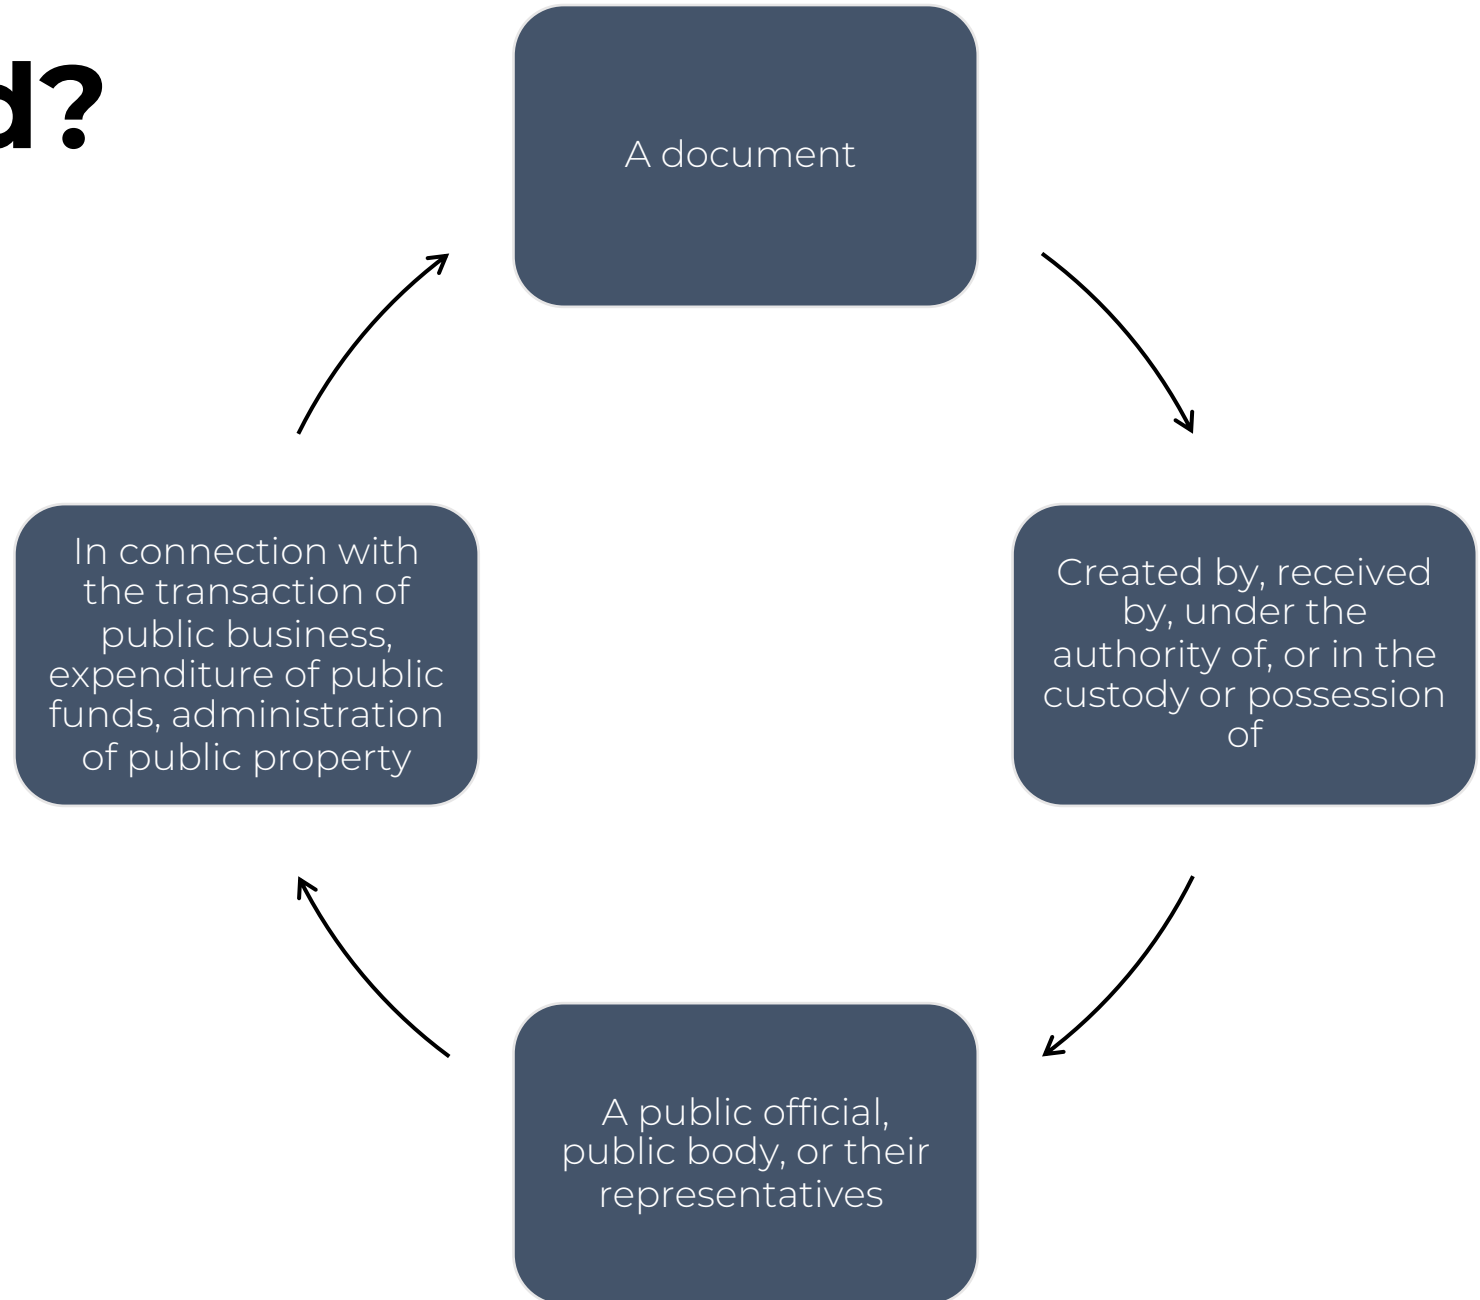 d?
A document
Created by, received
by, under the
authority of, or in the
custody or possession
of
A public official,
public body, or their
representatives
In connection with
the transaction of
public business,
expenditure of public
funds, administration
of public property